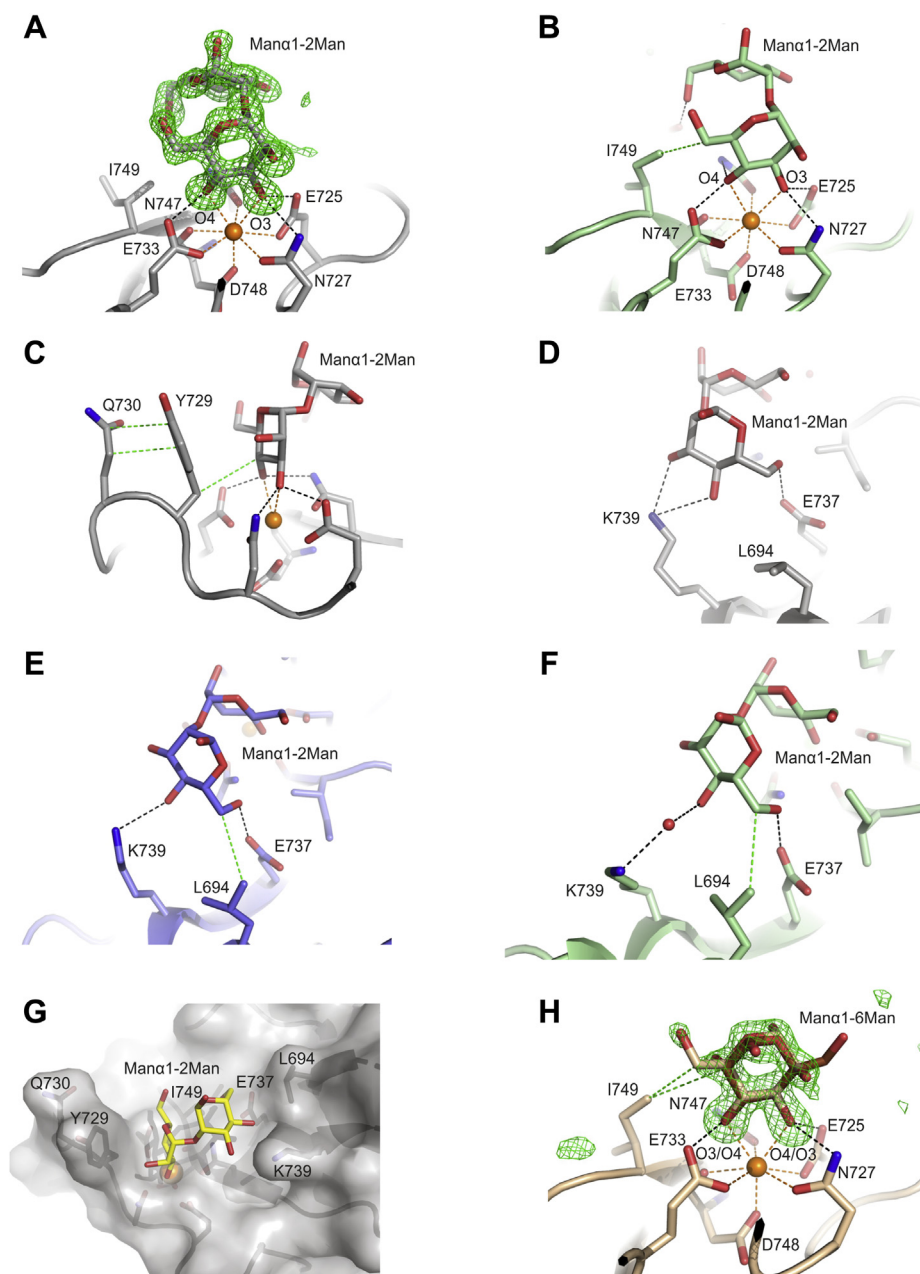 A
Manα1-2Man
I749
N747
O4
O3
E725
E733
D748
N727
B
Manα1-2Man
I749
O4
O3
E725
N747
N727
D748
E733
C
Manα1-2Man
Q730
Y729
D
Manα1-2Man
K739
E737
L694
E
Manα1-2Man
K739
E737
L694
F
Manα1-2Man
K739
L694
E737
G
Manα1-2Man
L694
Q730
I749
E737
Y729
K739
H
Manα1-6Man
I749
N747
E725
E733
O3/O4
O4/O3
N727
D748